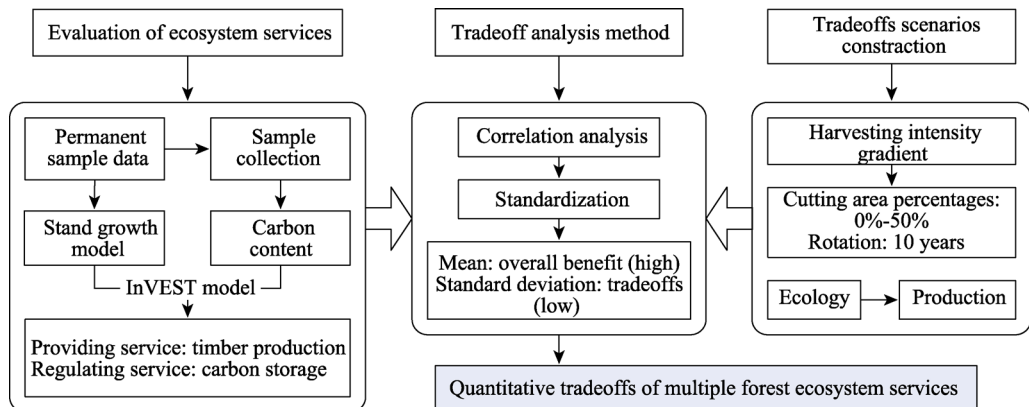 Evaluation of ecosystem services
Permanent
sample data
Sample
collection
Stand growth
model
Carbon
content
InVEST model
Providing service: timber production
Regulating service: carbon storage
Tradeoff analysis method
Correlation analysis
Standardization
Mean: overall benefit (high)
Standard deviation: tradeoffs
(low)
Tradeoffs scenarios
constraction
Harvesting intensity
gradient
Cutting area percentages:
0%-50%
Rotation: 10 years
Ecology
Production
Quantitative tradeoffs of multiple forest ecosystem services